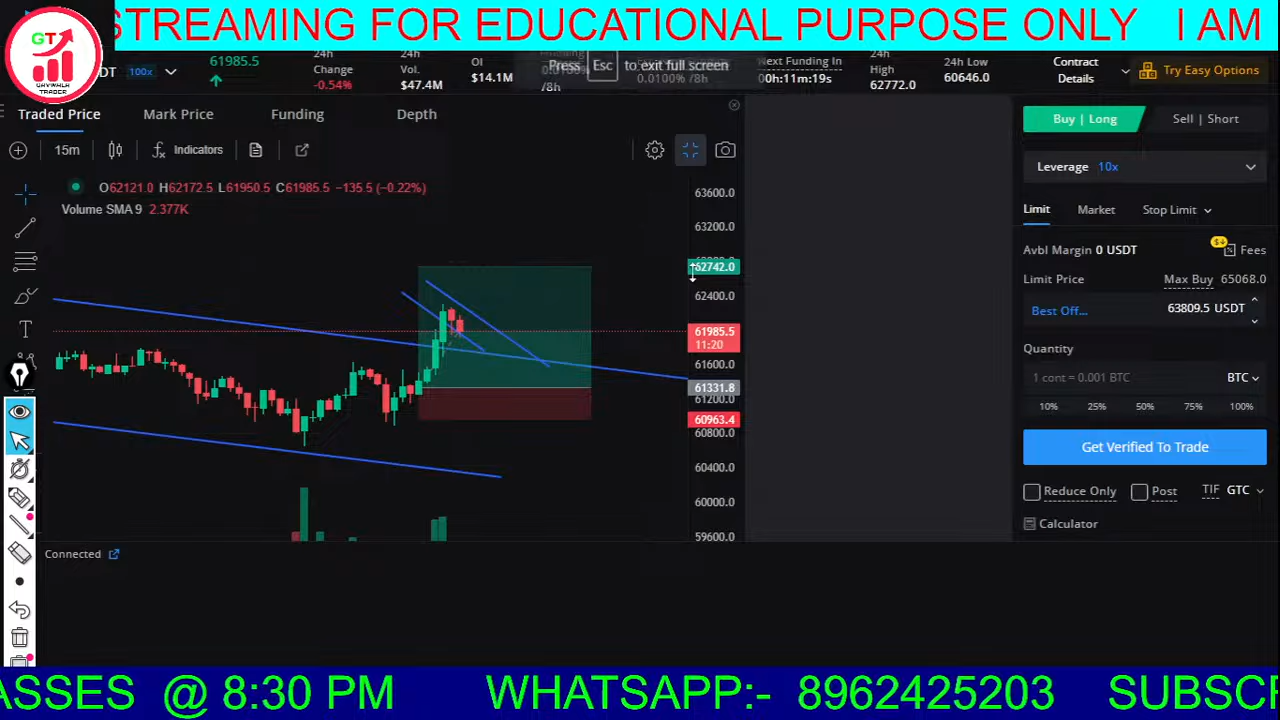 STREAMING FOR EDUCATIONAL PURPOSE ONLY I AM
GT
GHYWALA
TRADER
DT 100x
61985.5
24h
Change
-0.54%
24h
Vol.
$47.4M
OI
$14.1M
0.0100% /8h
/8h
Press Esc to exit full screen
Next Funding In
00h:11m:19s
24h
High
62772.0
24h Low
60646.0
Contract
Details
Try Easy Options
Traded Price Mark Price Funding Depth
15m Indicators
O62121.0 H62172.5 L61950.5 C61985.5 −135.5 (−0.22%)
Volume SMA 9 2.377K
63600.0
63200.0
62742.0
62400.0
61985.5
11:20
61600.0
61331.8
61200.0
60963.4
60800.0
60400.0
60000.0
59600.0
Connected
Buy | Long Sell | Short
Leverage 10x
Limit Market Stop Limit
Avbl Margin 0 USDT Fees
Limit Price Max Buy 65068.0
Best Off... 63809.5 USDT
Quantity
1 cont = 0.001 BTC BTC
10% 25% 50% 75% 100%
Get Verified To Trade
Reduce Only Post TIF GTC
Calculator
ASSES @ 8:30 PM WHATSAPP:- 8962425203 SUBSC